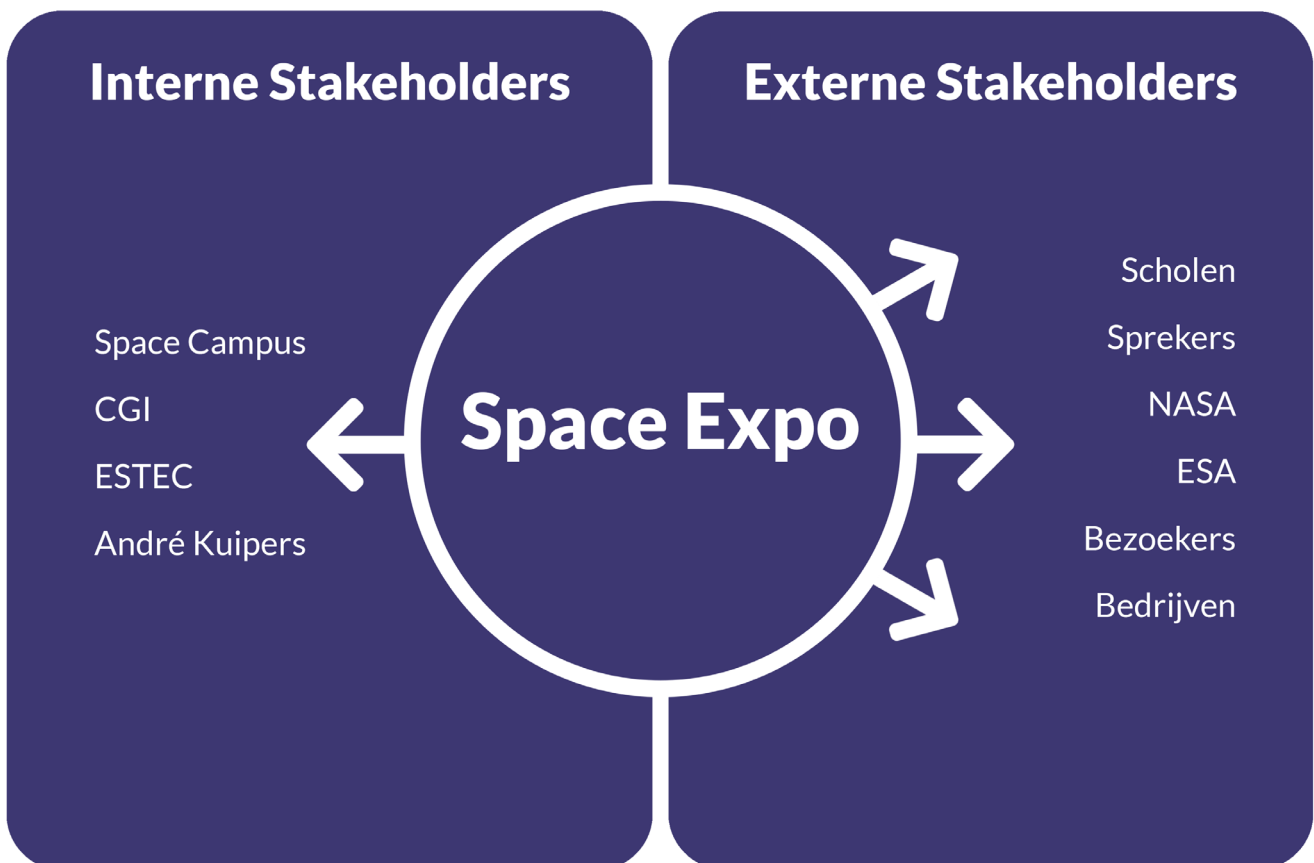 Interne Stakeholders
Space Campus
CGI
ESTEC
André Kuipers
Space Expo
Externe Stakeholders
Scholen
Sprekers
NASA
ESA
Bezoekers
Bedrijven